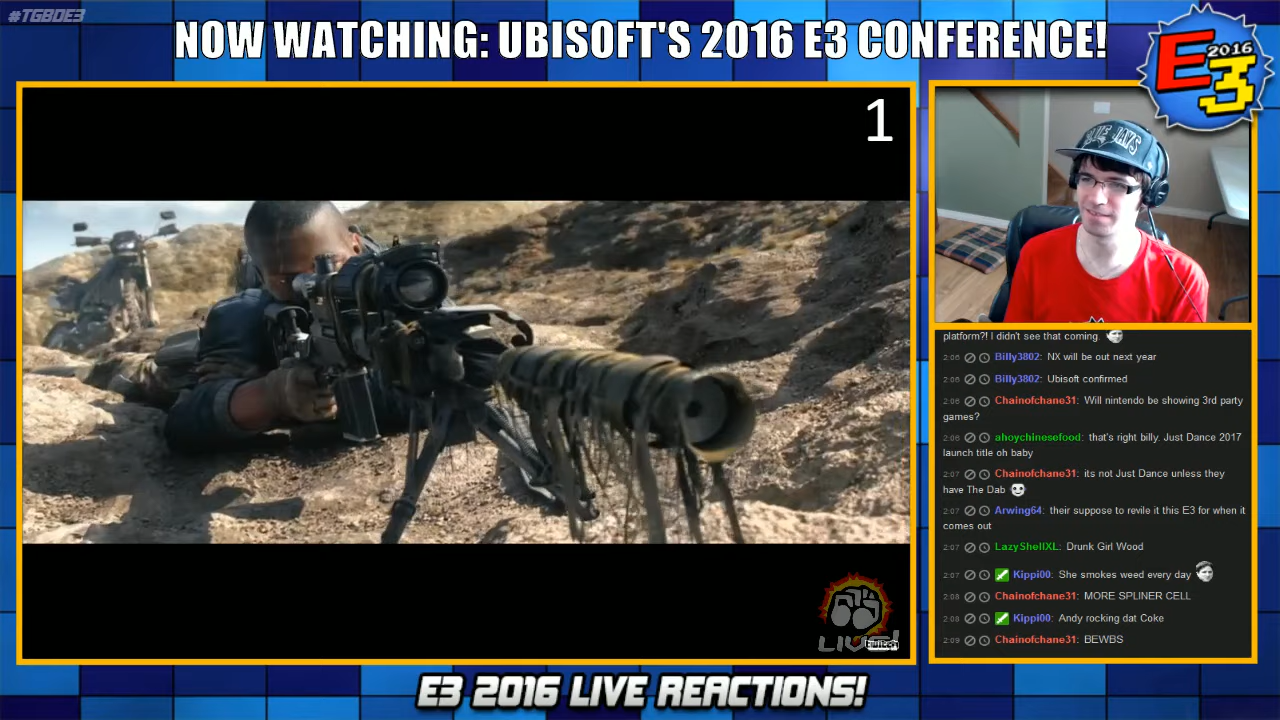 #TGBDE3
NOW WATCHING: UBISOFT'S 2016 E3 CONFERENCE!
2016
E3
1
BLUE JAYS
LIVE!
twitch
platform?! I didn't see that coming.
2:06 Billy3802: NX will be out next year
2:06 Billy3802: Ubisoft confirmed
2:06 Chainofchane31: Will nintendo be showing 3rd party
games?
2:06 ahoychinesefood: that's right billy. Just Dance 2017
launch title oh baby
2:07 Chainofchane31: its not Just Dance unless they
have The Dab
2:07 Arwing64: their suppose to revile it this E3 for when it
comes out
2:07 LazyShellXL: Drunk Girl Wood
2:07 Kippi00: She smokes weed every day
2:08 Chainofchane31: MORE SPLINER CELL
2:08 Kippi00: Andy rocking dat Coke
2:09 Chainofchane31: BEWBS
E3 2016 LIVE REACTIONS!